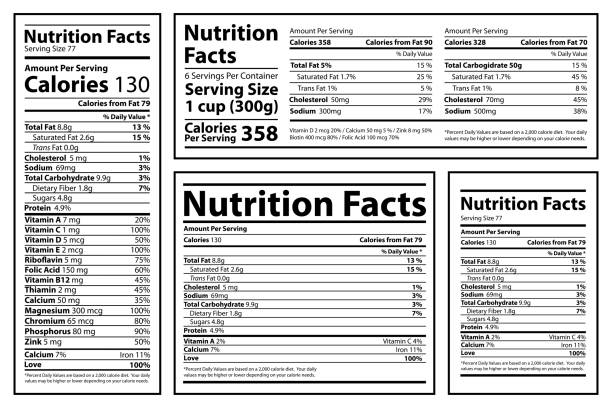 Nutrition Facts
Serving Size 77
Amount Per Serving
Calories 130
Calories from Fat 79
% Daily Value *
Total Fat 8.8g 13 %
Saturated Fat 2.6g 15 %
Trans Fat 0.0g
Cholesterol 5 mg 1%
Sodium 69mg 3%
Total Carbohydrate 9.9g 3%
Dietary Fiber 1.8g 7%
Sugars 4.8g
Protein 4.9%
Vitamin A 7 mg 20%
Vitamin C 1 mg 100%
Vitamin D 5 mcg 50%
Vitamin E 2 mcg 100%
Riboflavin 5 mg 75%
Folic Acid 150 mg 60%
Vitamin B12 mg 45%
Thiamin 2 mg 45%
Calcium 50 mg 35%
Magnesium 300 mcg 100%
Chromium 65 mcg 80%
Phosphorus 80 mg 90%
Zink 5 mg 50%
Calcium 7% Iron 11%
Love 100%
*Percent Daily Values are based on a 2,000 calorie diet. Your daily
values may be higher or lower depending on your calorie needs.
Nutrition
Facts
6 Servings Per Container
Serving Size
1 cup (300g)
Calories
Per Serving 358
Amount Per Serving
Calories 358 Calories from Fat 90
% Daily Value
Total Fat 5% 15 %
Saturated Fat 1.7% 25 %
Trans Fat 1% 5 %
Cholesterol 50mg 29%
Sodium 300mg 17%
Vitamin D 2 mcg 20% / Calcium 50 mg 5 % / Zink 8 mg 50%
Biotin 400 mcg 80% / Folic Acid 100 mcg 70%
Amount Per Serving
Calories 328 Calories from Fat 70
% Daily Value
Total Carbogidrate 50g 15 %
Saturated Fat 1.7% 45 %
Trans Fat 1% 8 %
Cholesterol 70mg 45%
Sodium 500mg 38%
*Percent Daily Values are based on a 2,000 calorie diet. Your daily
values may be higher or lower depending on your calorie needs.
Nutrition Facts
Amount Per Serving
Calories 130 Calories from Fat 79
% Daily Value *
Total Fat 8.8g 13 %
Saturated Fat 2.6g 15 %
Trans Fat 0.0g
Cholesterol 5 mg 1%
Sodium 69mg 3%
Total Carbohydrate 9.9g 3%
Dietary Fiber 1.8g 7%
Sugars 4.8g
Protein 4.9%
Vitamin A 2% Vitamin C 4%
Calcium 7% Iron 11%
Love 100%
*Percent Daily Values are based on a 2,000 calorie diet. Your daily
values may be higher or lower depending on your calorie needs.
Nutrition Facts
Serving Size 77
Amount Per Serving
Calories 130 Calories from Fat 79
% Daily Value *
Total Fat 8.8g 13 %
Saturated Fat 2.6g 15 %
Trans Fat 0.0g
Cholesterol 5 mg 1%
Sodium 69mg 3%
Total Carbohydrate 9.9g 3%
Dietary Fiber 1.8g 7%
Sugars 4.8g
Protein 4.9%
Vitamin A 2% Vitamin C 4%
Calcium 7% Iron 11%
Love 100%
*Percent Daily Values are based on a 2,000 calorie diet. Your daily
values may be higher or lower depending on your calorie needs.